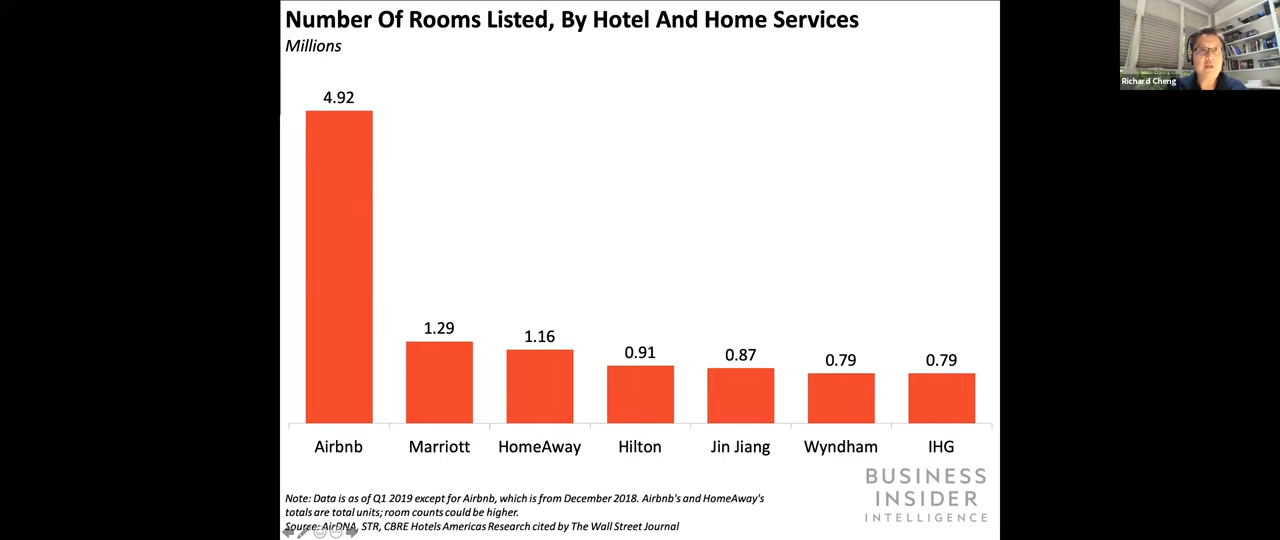 Number Of Rooms Listed, By Hotel And Home Services
Millions
4.92
1.29
1.16
0.91
0.87
0.79
0.79
Airbnb
Marriott
HomeAway
Hilton
Jin Jiang
Wyndham
IHG
Note: Data is as of Q1 2019 except for Airbnb, which is from December 2018. Airbnb's and HomeAway's
totals are total units; room counts could be higher.
Source: AirDNA, STR, CBRE Hotels Americas Research cited by The Wall Street Journal
BUSINESS
INSIDER
INTELLIGENCE
Richard Cheng